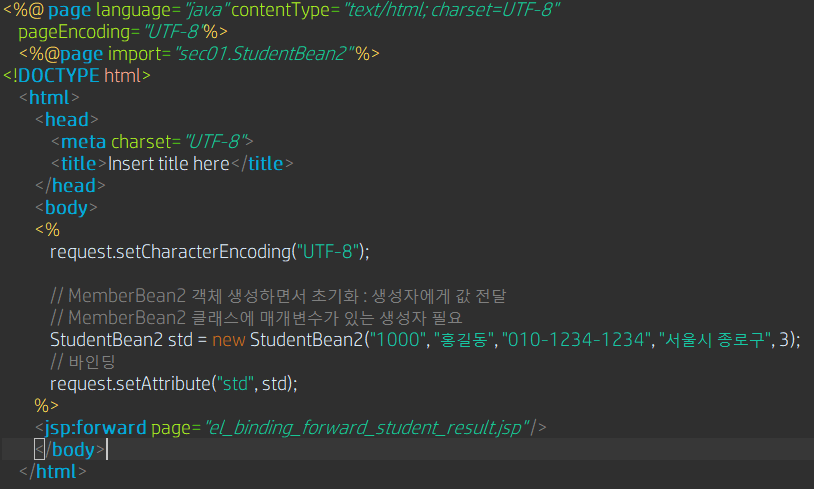 <%@ page language="java" contentType="text/html; charset=UTF-8"
pageEncoding="UTF-8"%>
<%@page import="sec01.StudentBean2"%>
<!DOCTYPE html>
<html>
<head>
<meta charset="UTF-8">
<title>Insert title here</title>
</head>
<body>
<%
request.setCharacterEncoding("UTF-8");
// MemberBean2 객체 생성하면서 초기화 : 생성자에게 값 전달
// MemberBean2 클래스에 매개변수가 있는 생성자 필요
StudentBean2 std = new StudentBean2("1000", "홍길동", "010-1234-1234", "서울시 종로구", 3);
// 바인딩
request.setAttribute("std", std);
%>
<jsp:forward page="el_binding_forward_student_result.jsp"/>
</body>
</html>